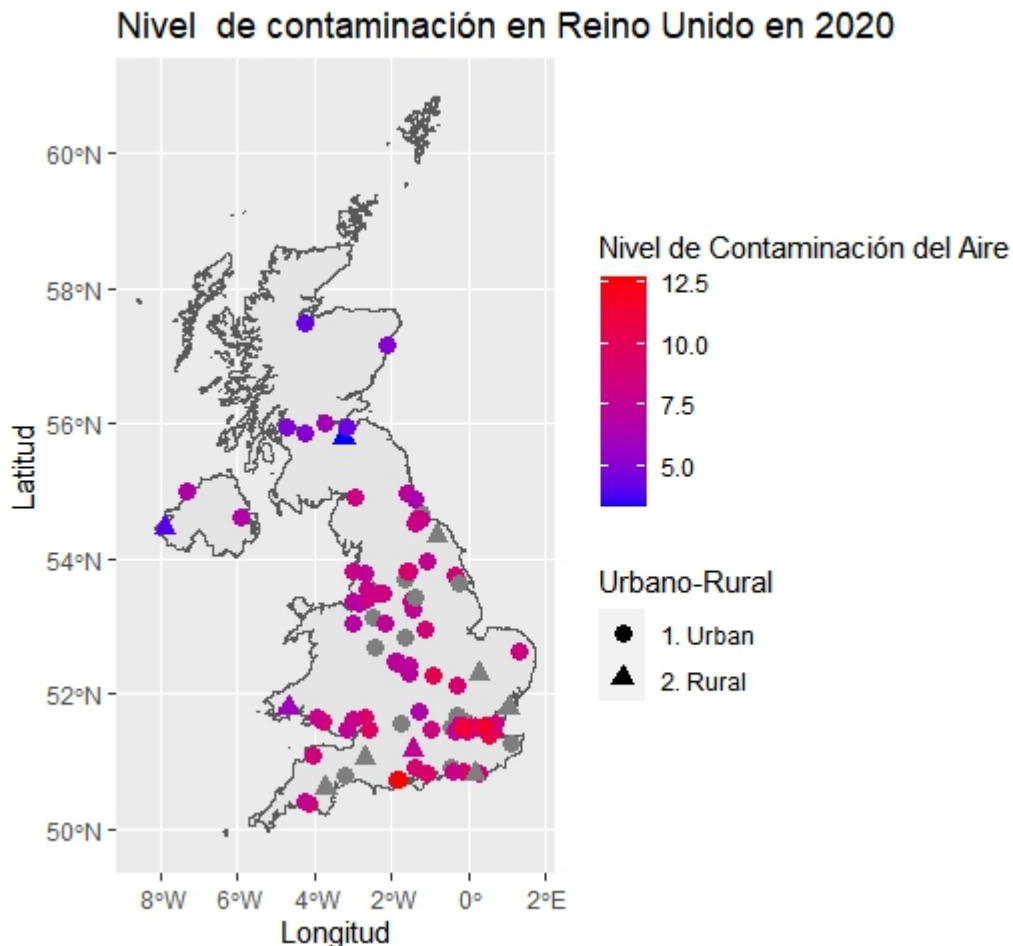 Nivel  de contaminación en Reino Unido en 2020
60°N
58°N
56°N
54°N
52°N
50°N
Latitud
8°W 6°W 4°W 2°W 0° 2°E
Longitud
Nivel de Contaminación del Aire
12.5
10.0
7.5
5.0
Urbano-Rural
1. Urban
2. Rural